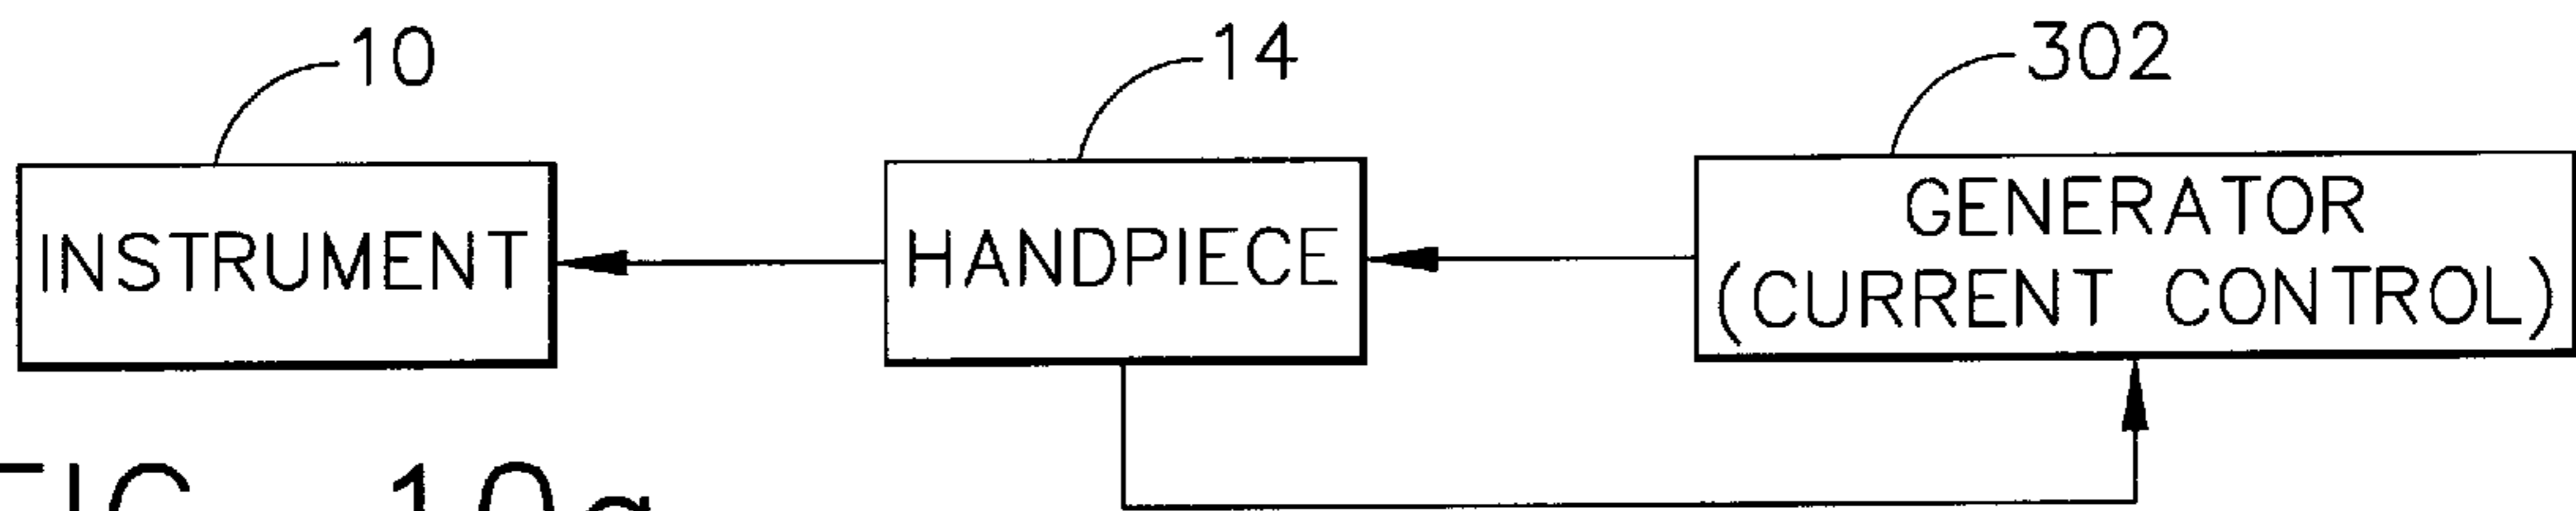 10
14
302
INSTRUMENT
HANDPIECE
GENERATOR
(CURRENT CONTROL)